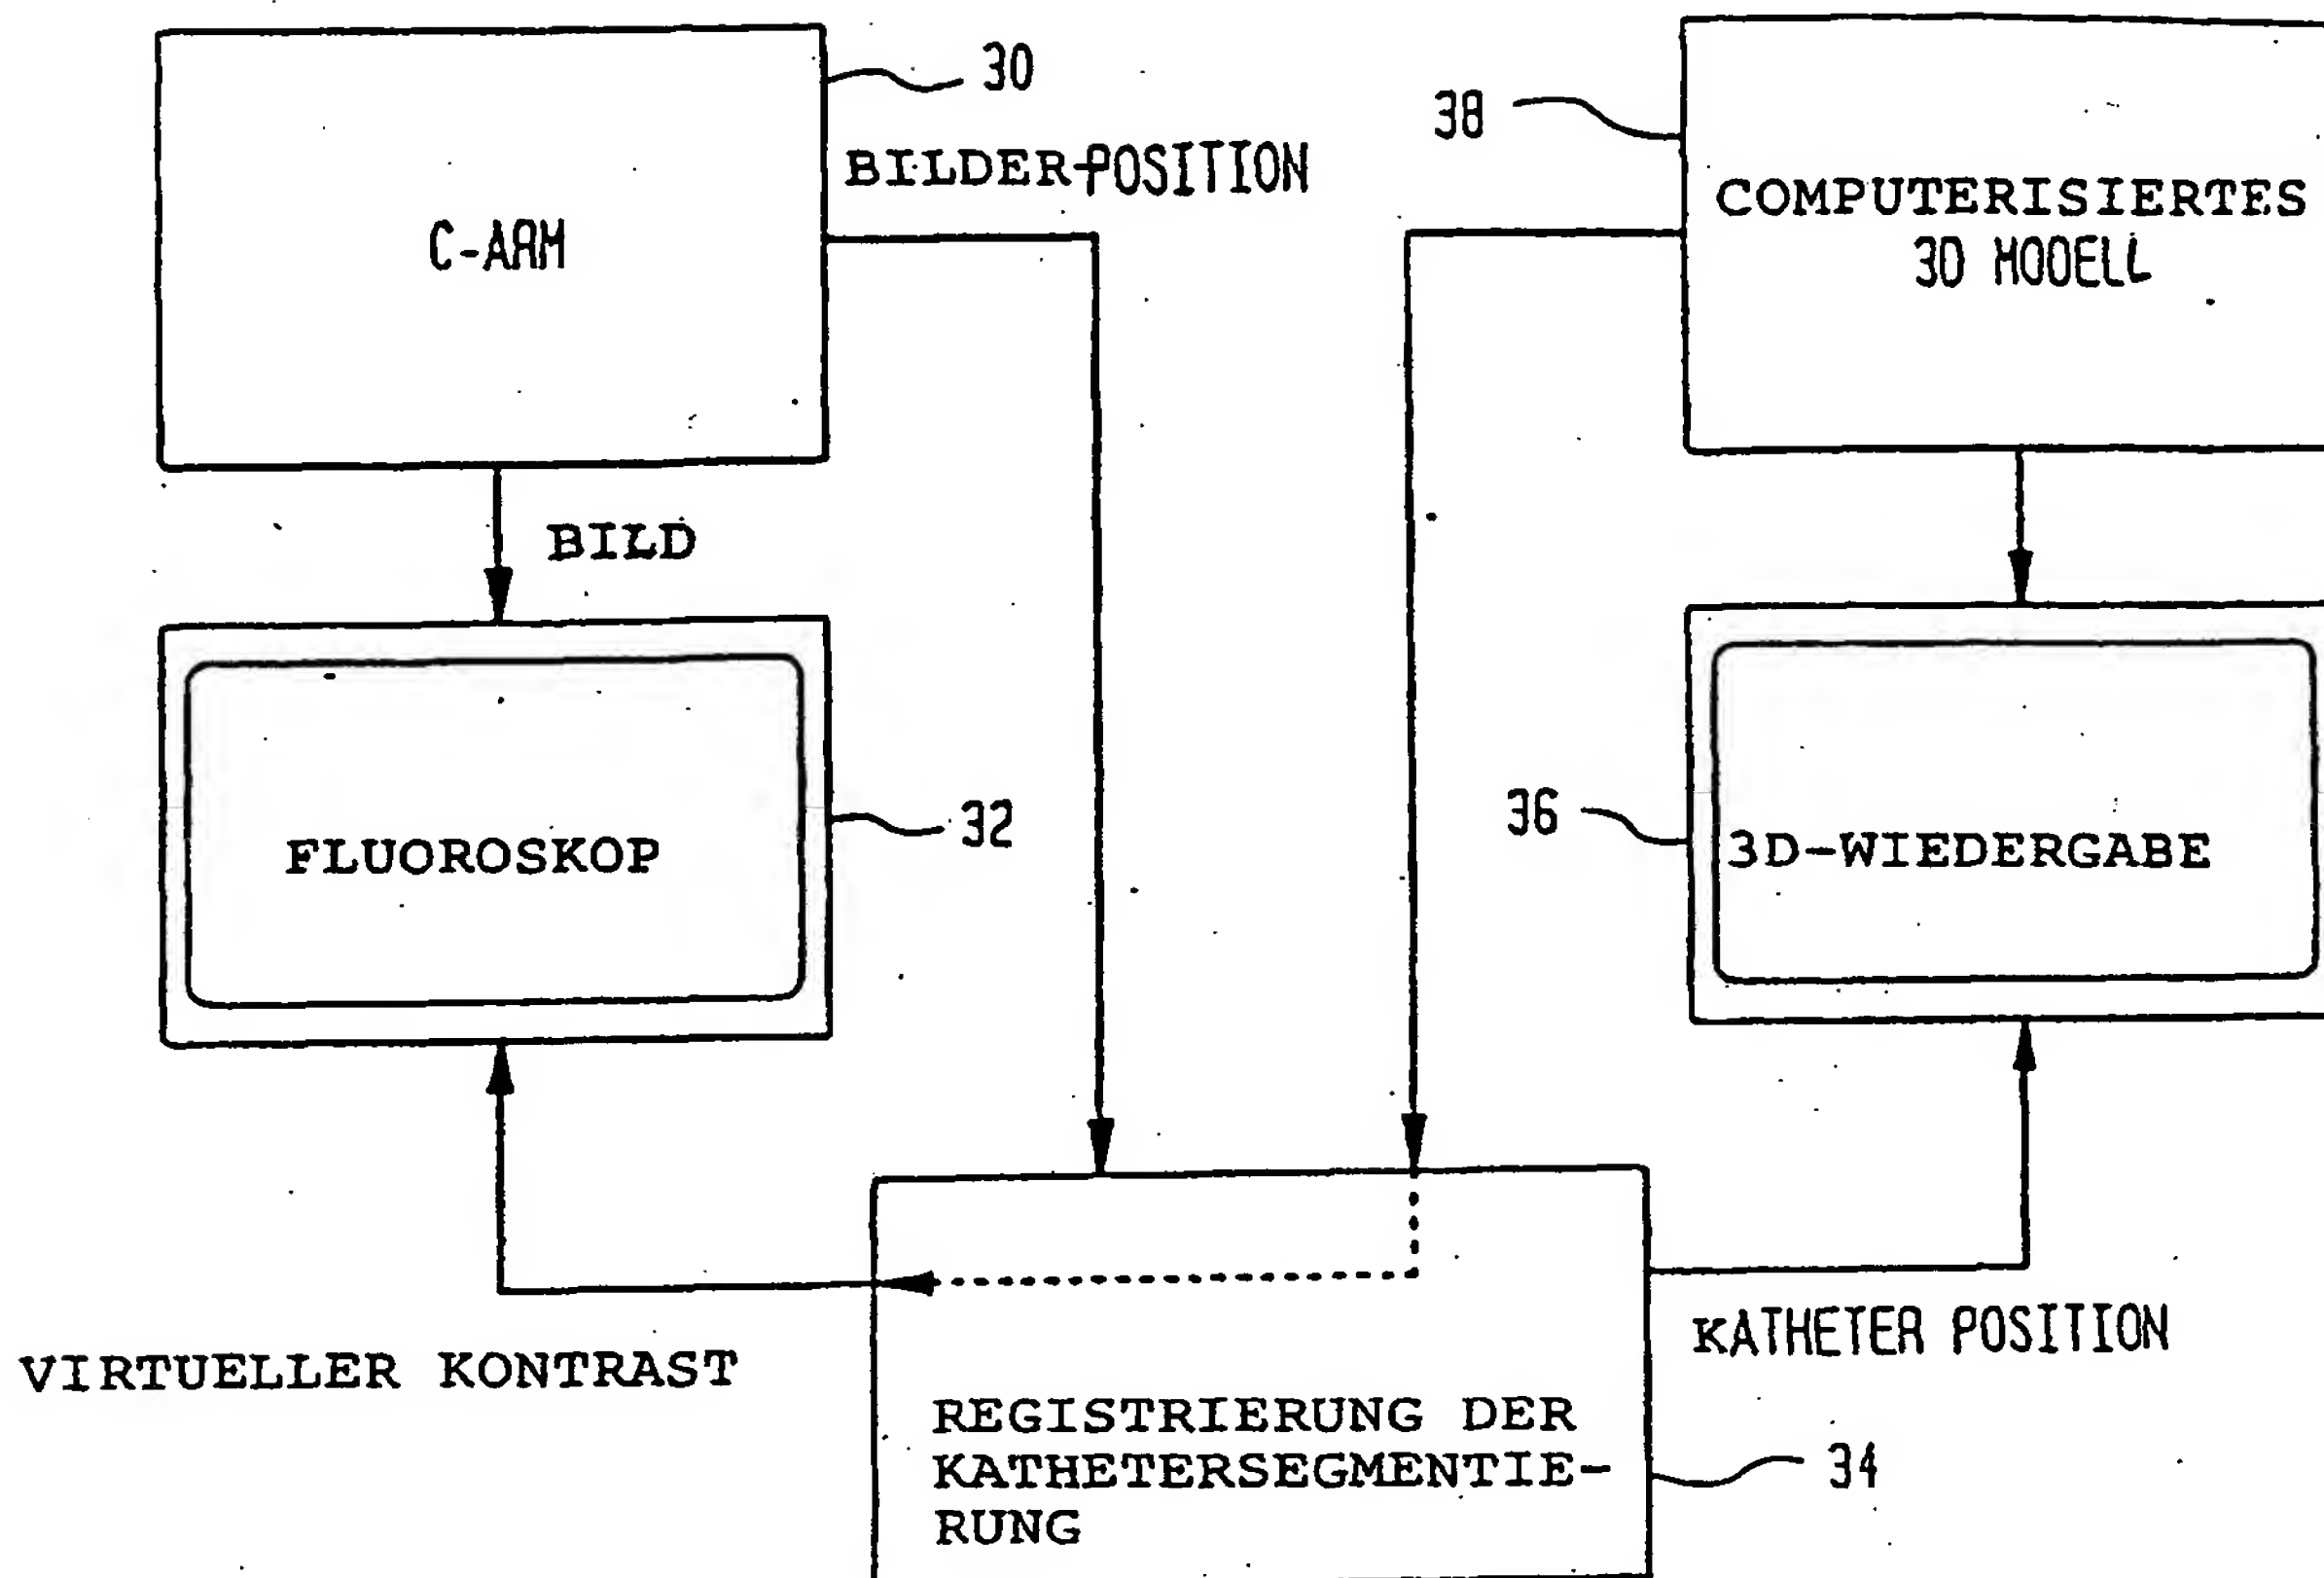 30
BILDER-POSITION
C-ARM
38
COMPUTERISIERTES
3D MODELL
BILD
FLUOROSKOP
32
36
3D-WIEDERGABE
VIRTUELLER KONTRAST
KATHETER POSITION
REGISTRIERUNG DER
KATHETERSEGMENTIE-
RUNG
34